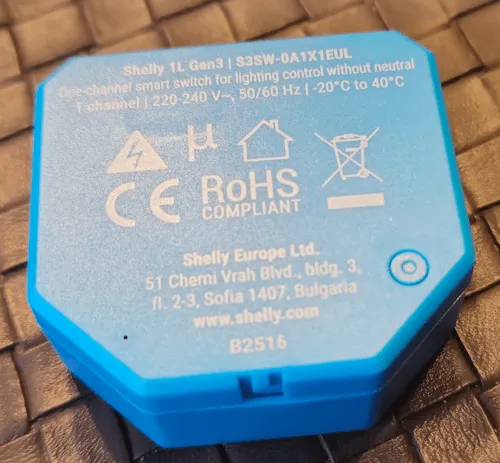 Shelly 1L Gen3 | S3SW-0A1X1EUL
One-channel smart switch for lighting control without neutral
1 channel | 220-240 V~, 50/60 Hz | -20°C to 40°C
μ
CE RoHS
COMPLIANT
Shelly Europe Ltd.
51 Cherni Vrah Blvd., bldg. 3,
fl. 2-3, Sofia 1407, Bulgaria
www.shelly.com
B2516